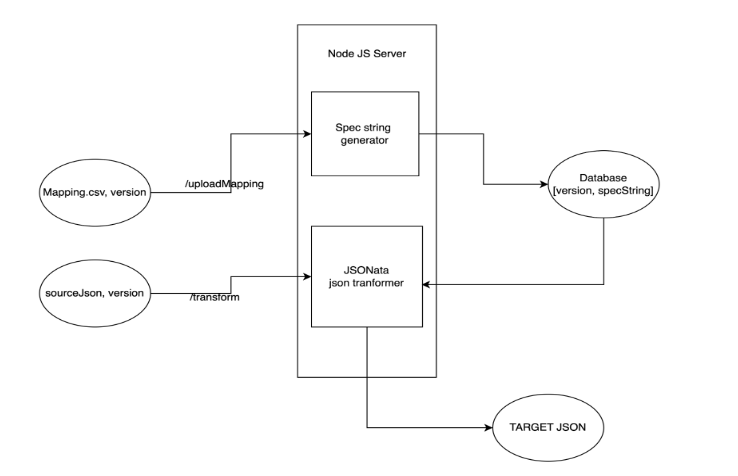 Node JS Server
Spec string
generator
/uploadMapping
Mapping.csv, version
Database
[version, specString]
JSONata
json tranformer
sourceJson, version
/transform
TARGET JSON